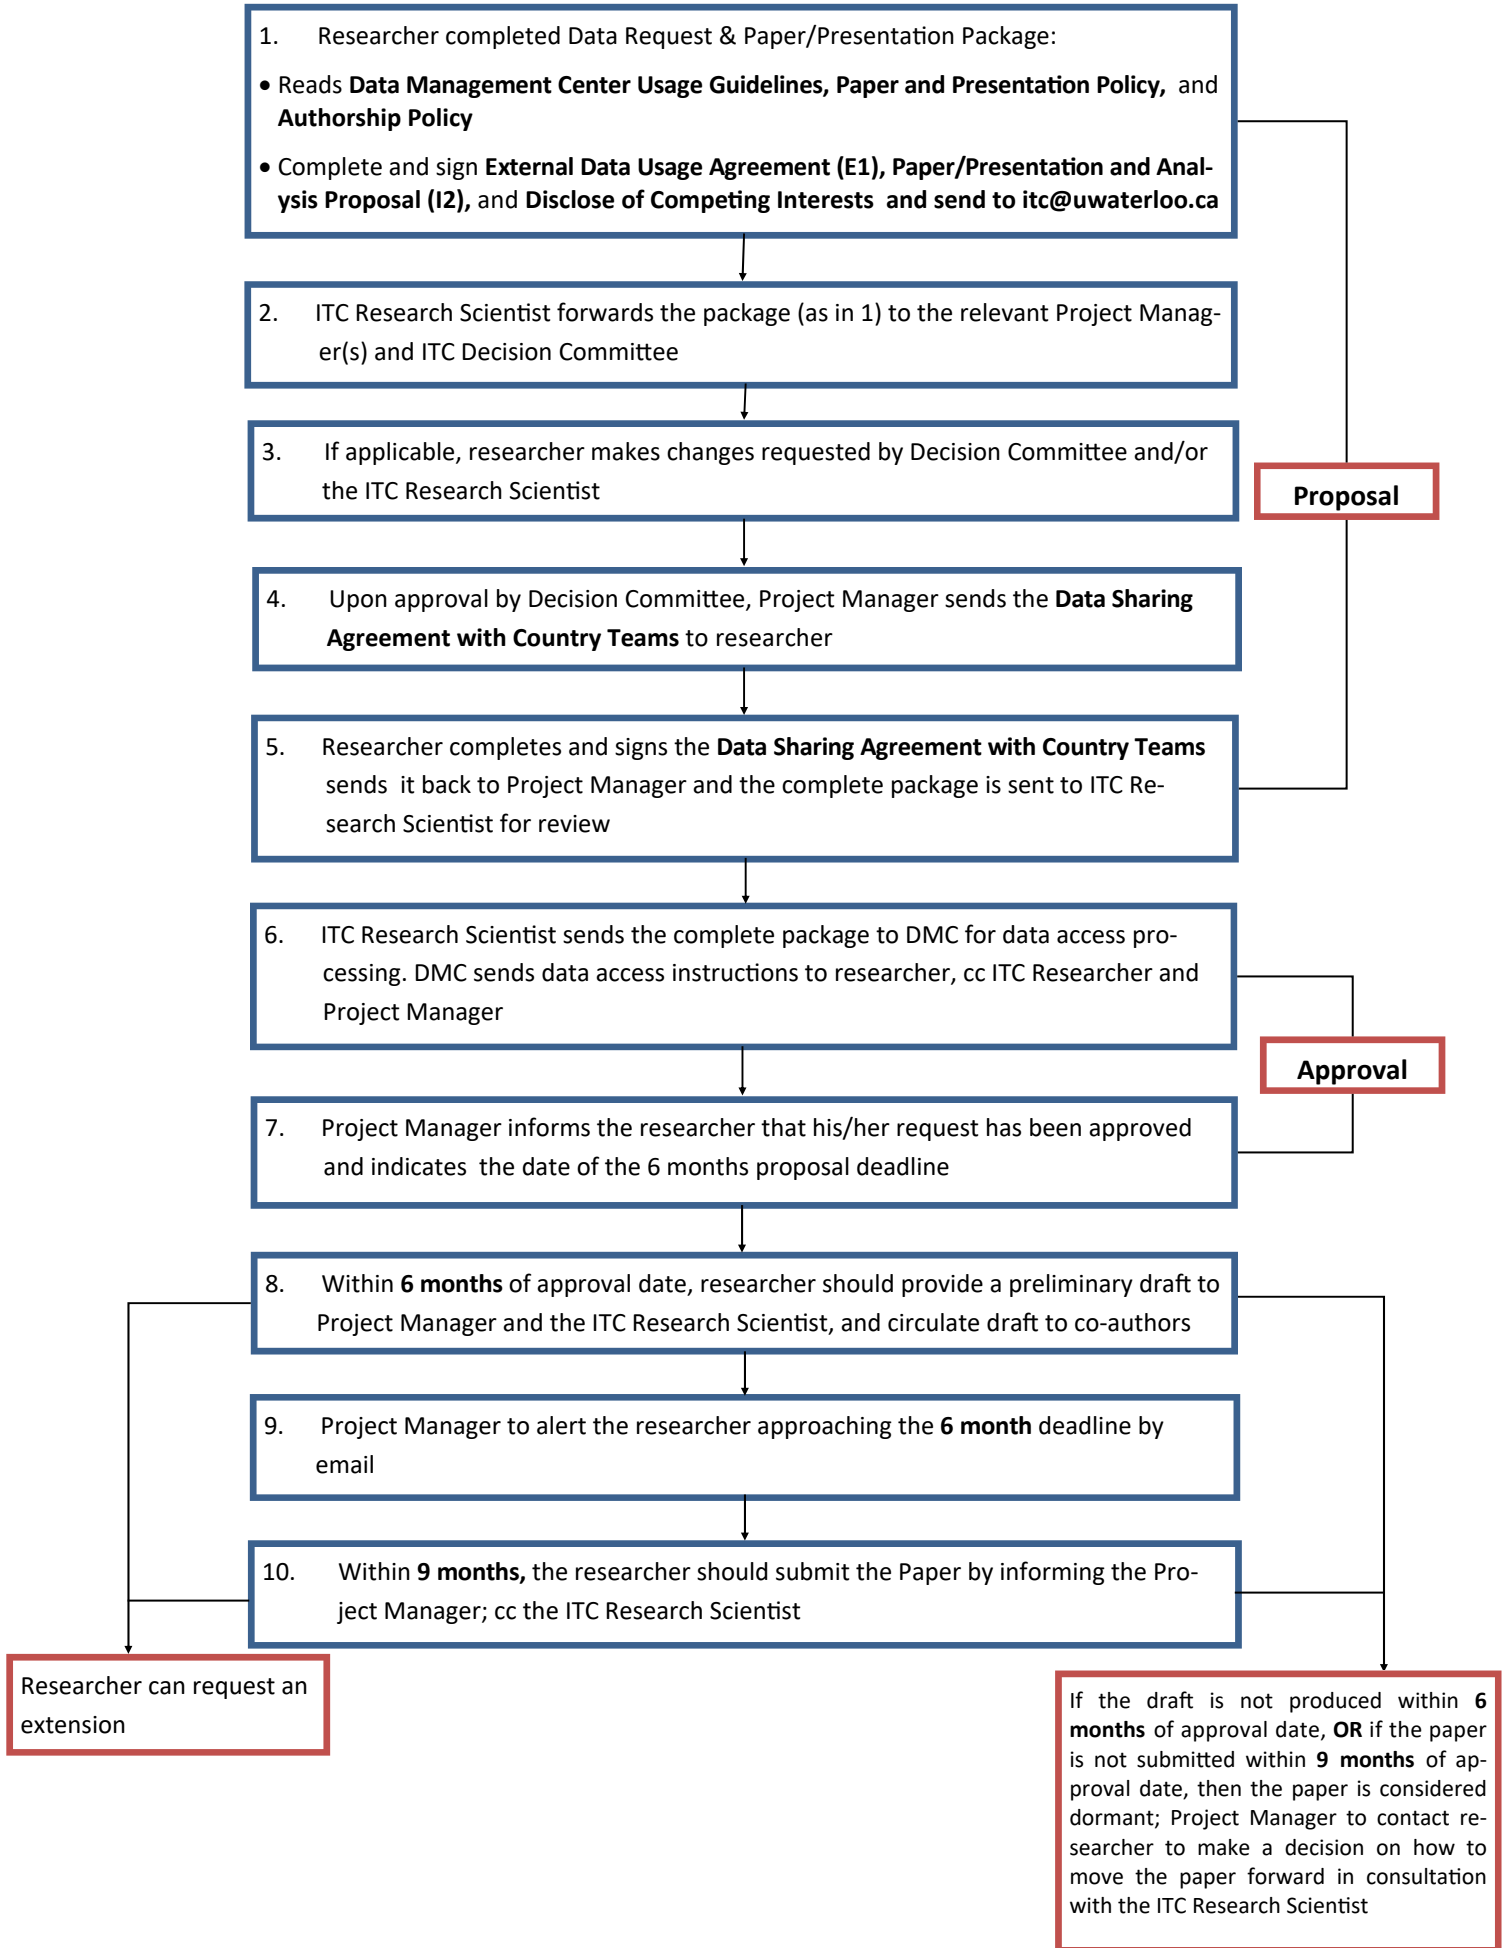 1. Researcher completed Data Request & Paper/Presentation Package:
• Reads Data Management Center Usage Guidelines, Paper and Presentation Policy, and
Authorship Policy
• Complete and sign External Data Usage Agreement (E1), Paper/Presentation and Anal-
ysis Proposal (I2), and Disclose of Competing Interests and send to itc@uwaterloo.ca
2. ITC Research Scientist forwards the package (as in 1) to the relevant Project Manag-
er(s) and ITC Decision Committee
3. If applicable, researcher makes changes requested by Decision Committee and/or
the ITC Research Scientist
Proposal
4. Upon approval by Decision Committee, Project Manager sends the Data Sharing
Agreement with Country Teams to researcher
5. Researcher completes and signs the Data Sharing Agreement with Country Teams
sends it back to Project Manager and the complete package is sent to ITC Re-
search Scientist for review
6. ITC Research Scientist sends the complete package to DMC for data access pro-
cessing. DMC sends data access instructions to researcher, cc ITC Researcher and
Project Manager
Approval
7. Project Manager informs the researcher that his/her request has been approved
and indicates the date of the 6 months proposal deadline
8. Within 6 months of approval date, researcher should provide a preliminary draft to
Project Manager and the ITC Research Scientist, and circulate draft to co-authors
9. Project Manager to alert the researcher approaching the 6 month deadline by
email
10. Within 9 months, the researcher should submit the Paper by informing the Pro-
ject Manager; cc the ITC Research Scientist
Researcher can request an
extension
If the draft is not produced within 6
months of approval date, OR if the paper
is not submitted within 9 months of ap-
proval date, then the paper is considered
dormant; Project Manager to contact re-
searcher to make a decision on how to
move the paper forward in consultation
with the ITC Research Scientist